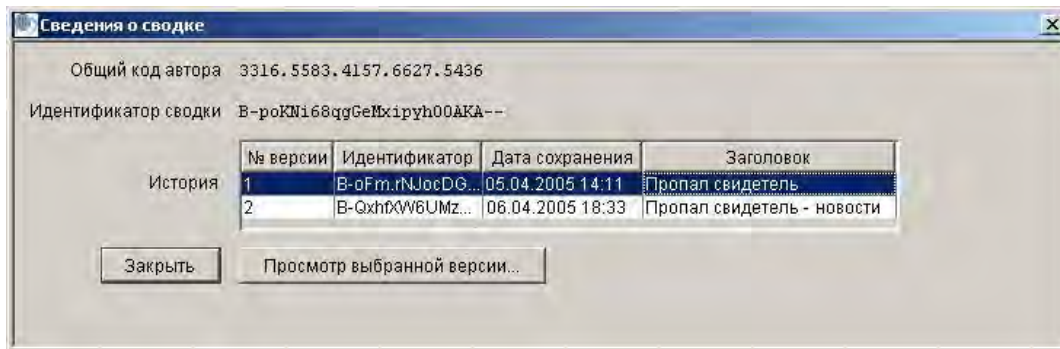 Сведения о сводке
Общий код автора 3316.5583.4157.6627.5436
Идентификатор сводки B-poKNi68qgGeMxipyh00AKA--
№ версии Идентификатор Дата сохранения Заголовок
История 1 B-oFm.rNJocDG... 05.04.2005 14:11 Пропал свидетель
2 B-QxhfXW6UMz... 06.04.2005 18:33 Пропал свидетель - новости
Закрыть Просмотр выбранной версии...